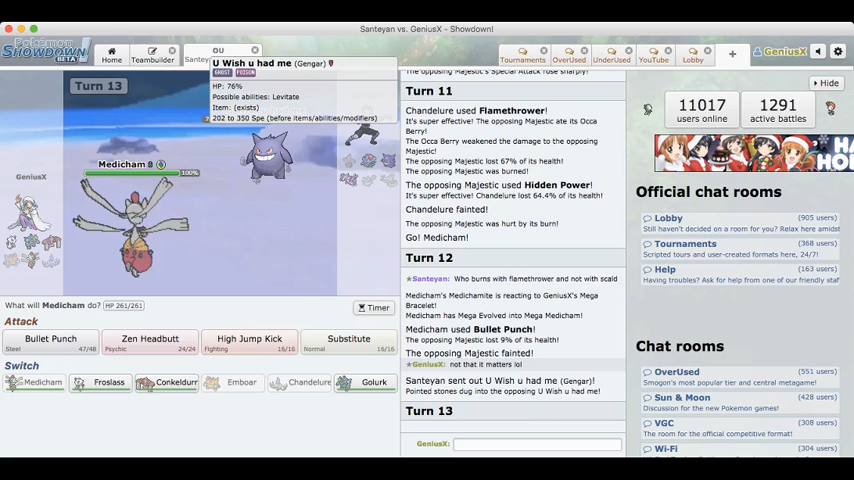 Santeyan vs. GeniusX - Showdown!
Pokémon
SHOWDOWN
BETA
Home
Teambuilder
OU
Santey
Tournaments
OverUsed
UnderUsed
YouTube
Lobby
+
GeniusX
Turn 13
U Wish u had me (Gengar)
GHOST POISON
HP: 76%
Possible abilities: Levitate
Item: (exists)
202 to 350 Spe (before items/abilities/modifiers)
Medicham
100%
GeniusX
What will Medicham do? HP 261/261
Timer
Attack
Bullet Punch
Steel 47/48
Zen Headbutt
Psychic 24/24
High Jump Kick
Fighting 16/16
Substitute
Normal 16/16
Switch
Medicham
Froslass
Conkeldurr
Emboar
Chandelure
Golurk
The opposing Majestic's Special Attack rose sharply!
Turn 11
Chandelure used Flamethrower!
It's super effective! The opposing Majestic ate its Occa
Berry!
The Occa Berry weakened the damage to the opposing
Majestic!
The opposing Majestic lost 67% of its health!
The opposing Majestic was burned!
The opposing Majestic used Hidden Power!
It's super effective! Chandelure lost 64.4% of its health!
Chandelure fainted!
The opposing Majestic was hurt by its burn!
Go! Medicham!
Turn 12
★Santeyan: Who burns with flamethrower and not with scald
Medicham's Medichamite is reacting to GeniusX's Mega
Bracelet!
Medicham has Mega Evolved into Mega Medicham!
Medicham used Bullet Punch!
The opposing Majestic lost 9% of its health!
The opposing Majestic fainted!
★GeniusX: not that it matters lol
Santeyan sent out U Wish u had me (Gengar)!
Pointed stones dug into the opposing U Wish u had me!
Turn 13
GeniusX:
Hide
11017
users online
1291
active battles
HA
HO
Official chat rooms
Lobby (905 users)
Still haven't decided on a room for you? Relax here amidst
Tournaments (368 users)
Scripted tours and user-created formats here, 24/7!
Help (163 users)
Having troubles? Ask for help from one of our friendly staf
Chat rooms
OverUsed (551 users)
Smogon's most popular tier and central metagame!
Sun & Moon (428 users)
Discussion for the new Pokemon games!
VGC (308 users)
The room for the official competitive format!
Wi-Fi (304 users)